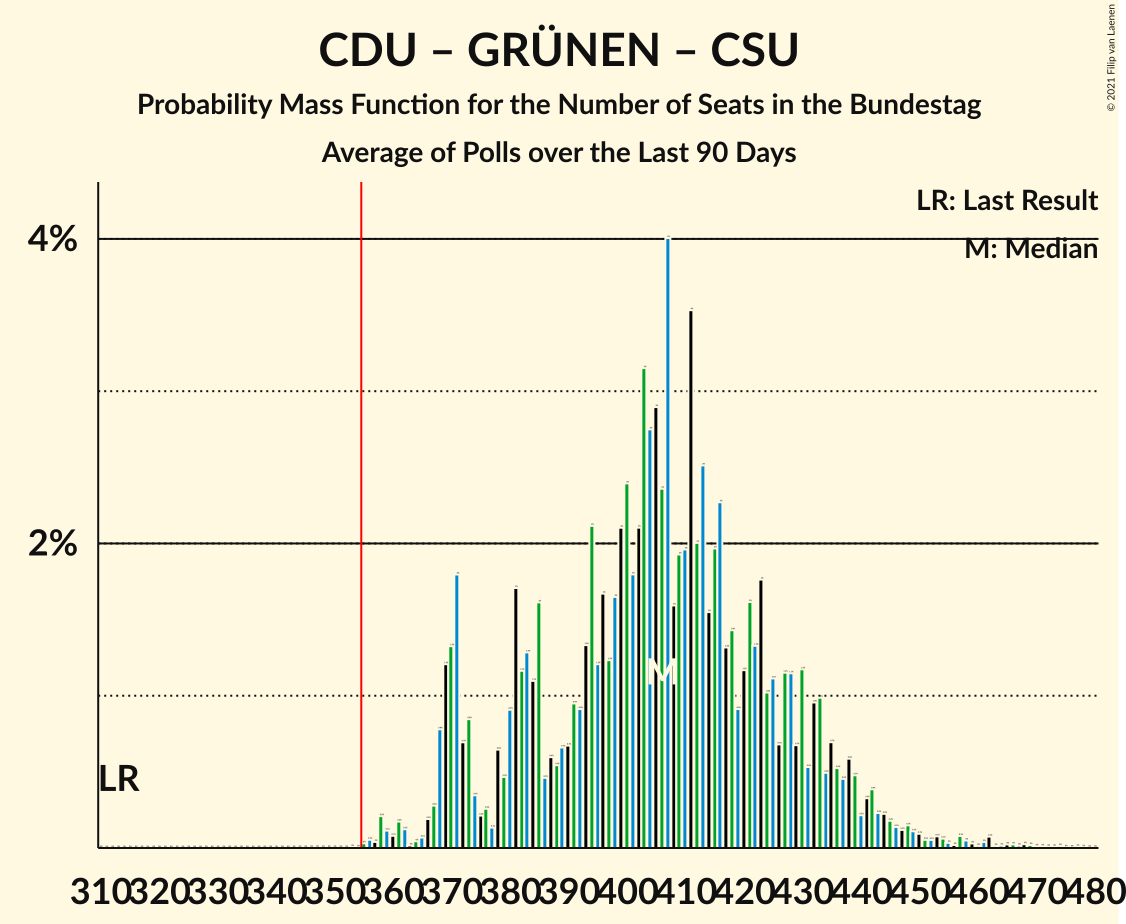 CDU – GRÜNEN – CSU
Probability Mass Function for the Number of Seats in the Bundestag
Average of Polls over the Last 90 Days
© 2021 Filip van Laenen
LR: Last Result
M: Median
4%
2%
M
LR
310 320 330 340 350 360 370 380 390 400 410 420 430 440 450 460 470 480